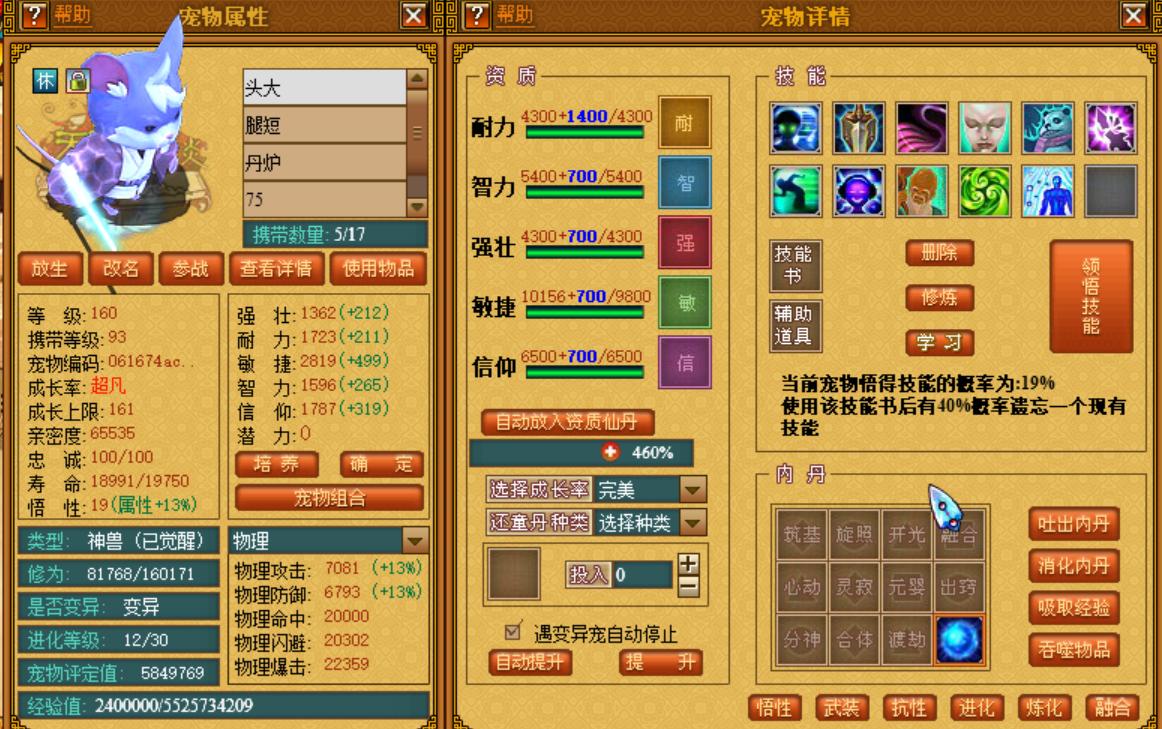 帮助
宠物属性
休
头大
腿短
丹炉
75
携带数量: 5/17
放生 改名 参战 查看详情 使用物品
等 级: 160
携带等级: 93
宠物编码: 061674ac..
成长率: 超凡
成长上限: 161
亲密度: 65535
忠 诚: 100/100
寿 命: 18991/19750
悟 性: 19(属性+13%)
强 壮: 1362(+212)
耐 力: 1723(+211)
敏 捷: 2819(+499)
智 力: 1596(+265)
信 仰: 1787(+319)
潜 力: 0
培 养 确 定
宠物组合
类型: 神兽（已觉醒）
修为: 81768/160171
是否变异: 变异
进化等级: 12/30
宠物评定值: 5849769
经验值: 2400000/5525734209
物理
物理攻击: 7081 (+13%)
物理防御: 6793 (+13%)
物理命中: 20000
物理闪避: 20302
物理爆击: 22359
帮助
宠物详情
资 质
耐力 4300+1400/4300 耐
智力 5400+700/5400 智
强壮 4300+700/4300 强
敏捷 10156+700/9800 敏
信仰 6500+700/6500 信
自动放入资质仙丹
460%
选择成长率 完美
还童丹种类 选择种类
投入 0
遇变异宠自动停止
自动提升 提 升
技 能
技能书
辅助道具
删除
修炼
学 习
领悟技能
当前宠物悟得技能的概率为:19%
使用该技能书后有40%概率遗忘一个现有
技能
内 丹
筑基 旋照 开光 融合
心动 灵寂 元婴 出窍
分神 合体 渡劫
吐出内丹
消化内丹
吸取经验
吞噬物品
悟性 武装 抗性 进化 炼化 融合